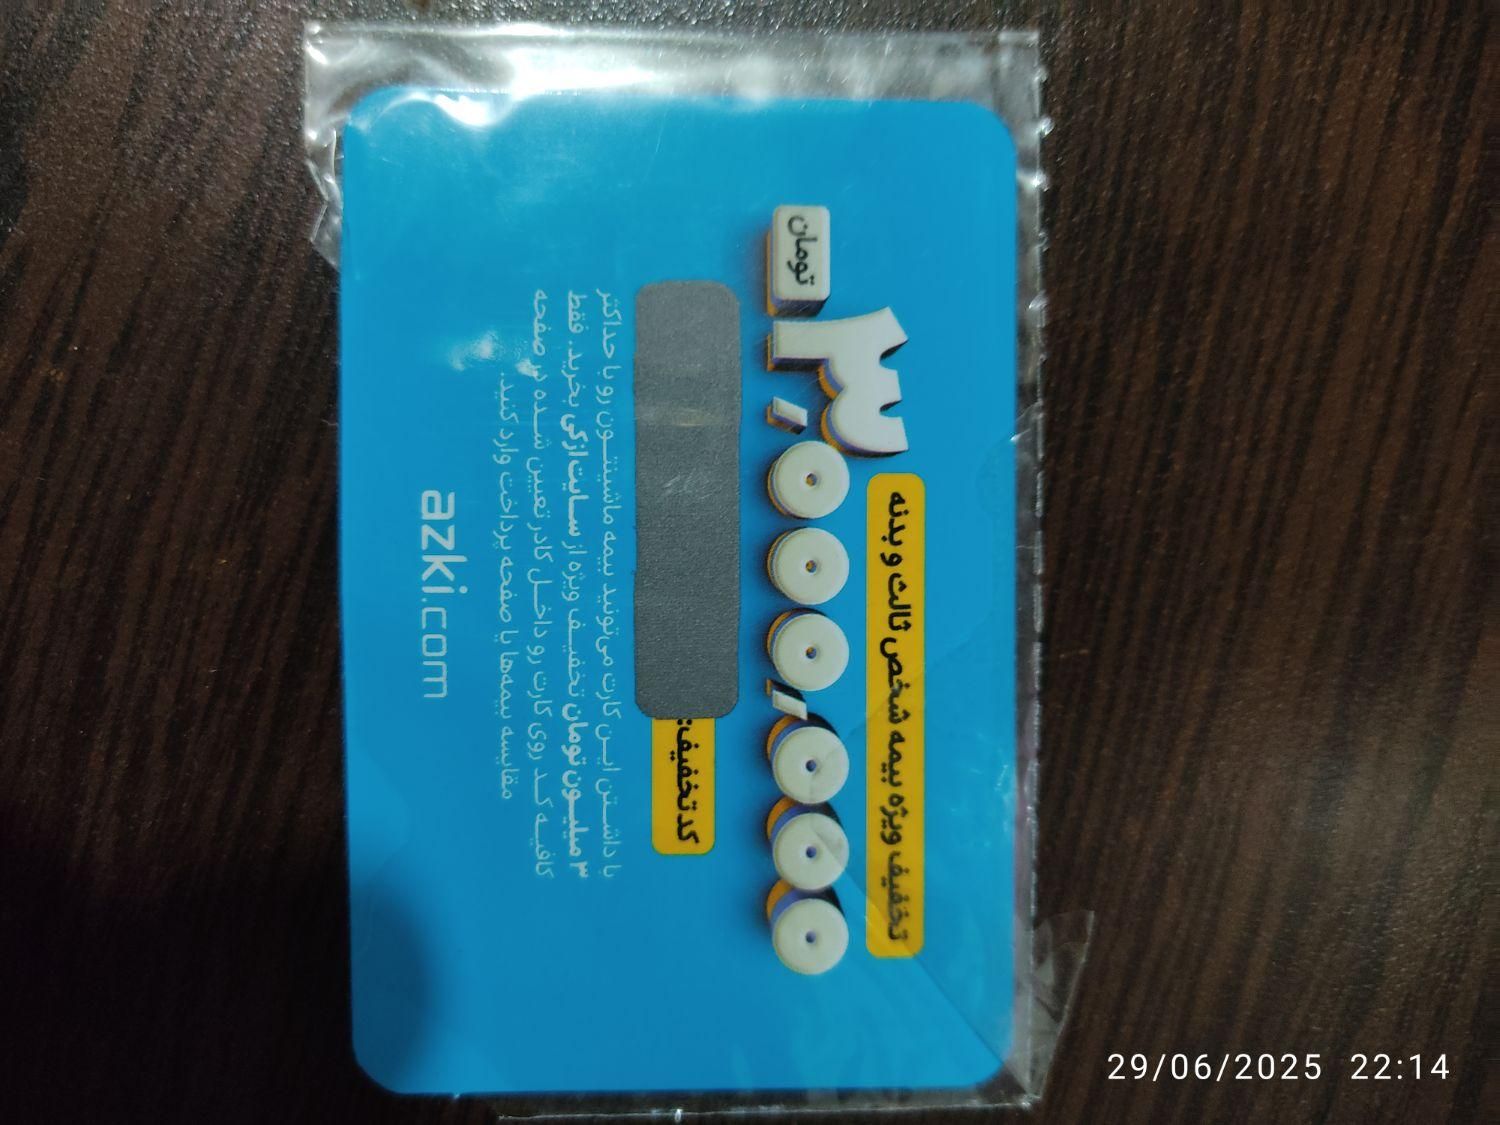 تخفیف ویژه بیمه شخص ثالث و بدنه
۳,۰۰۰,۰۰۰
تومان
کد تخفیف:
با داشتن این کارت می‌تونید بیمه ماشینتون رو با حداکثر
۳ میلیون تومان تخفیف ویژه از سایت ازکی بخرید. فقط
کافیه کد روی کارت رو داخل کادر تعیین شده در صفحه
مقایسه بیمه‌ها یا صفحه پرداخت وارد کنید.
azki.com
29/06/2025 22:14